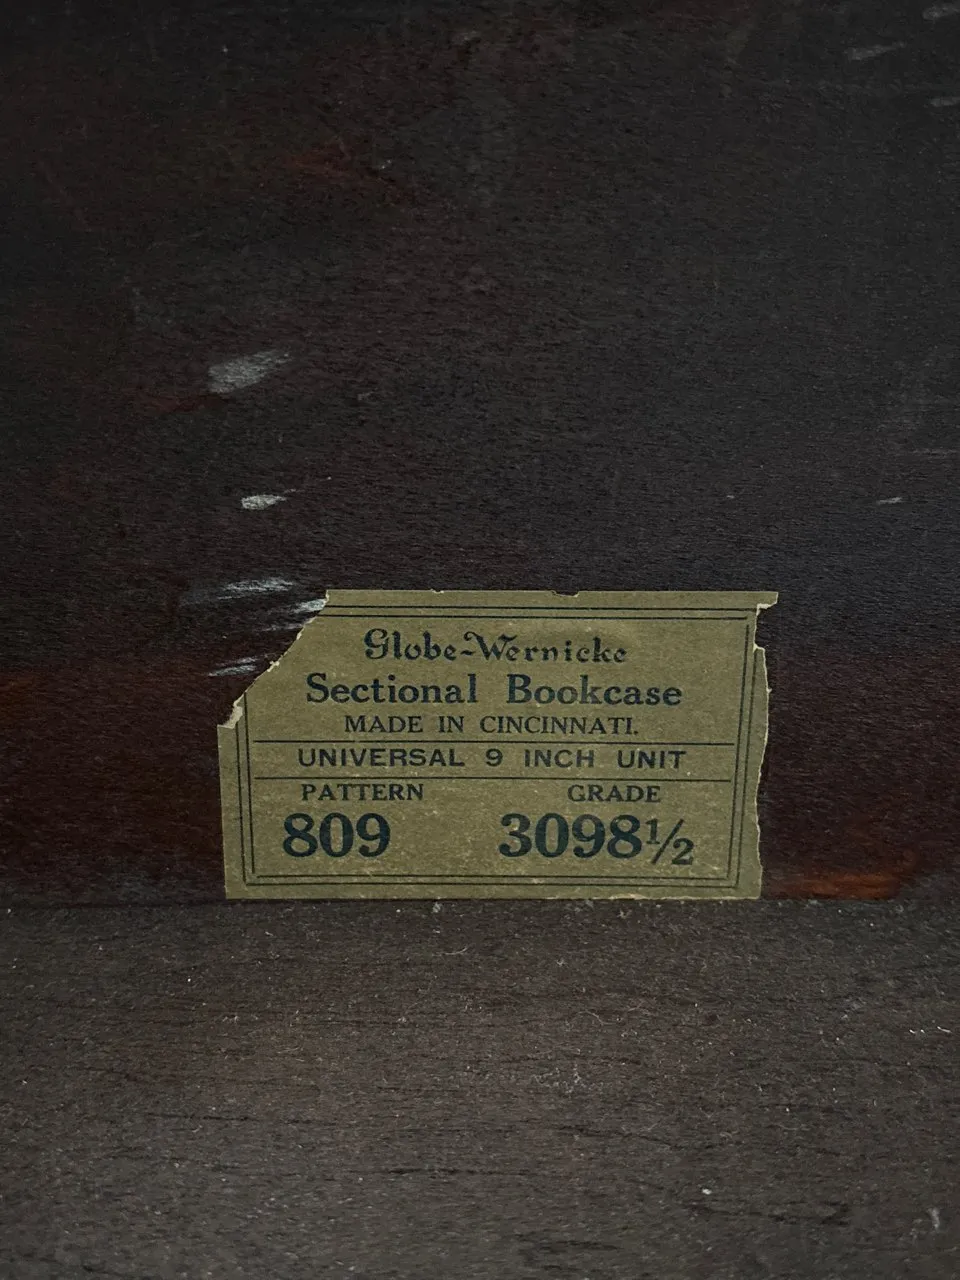 Globe-Wernicke
Sectional Bookcase
MADE IN CINCINNATI.
UNIVERSAL 9 INCH UNIT
PATTERN GRADE
809 3098½